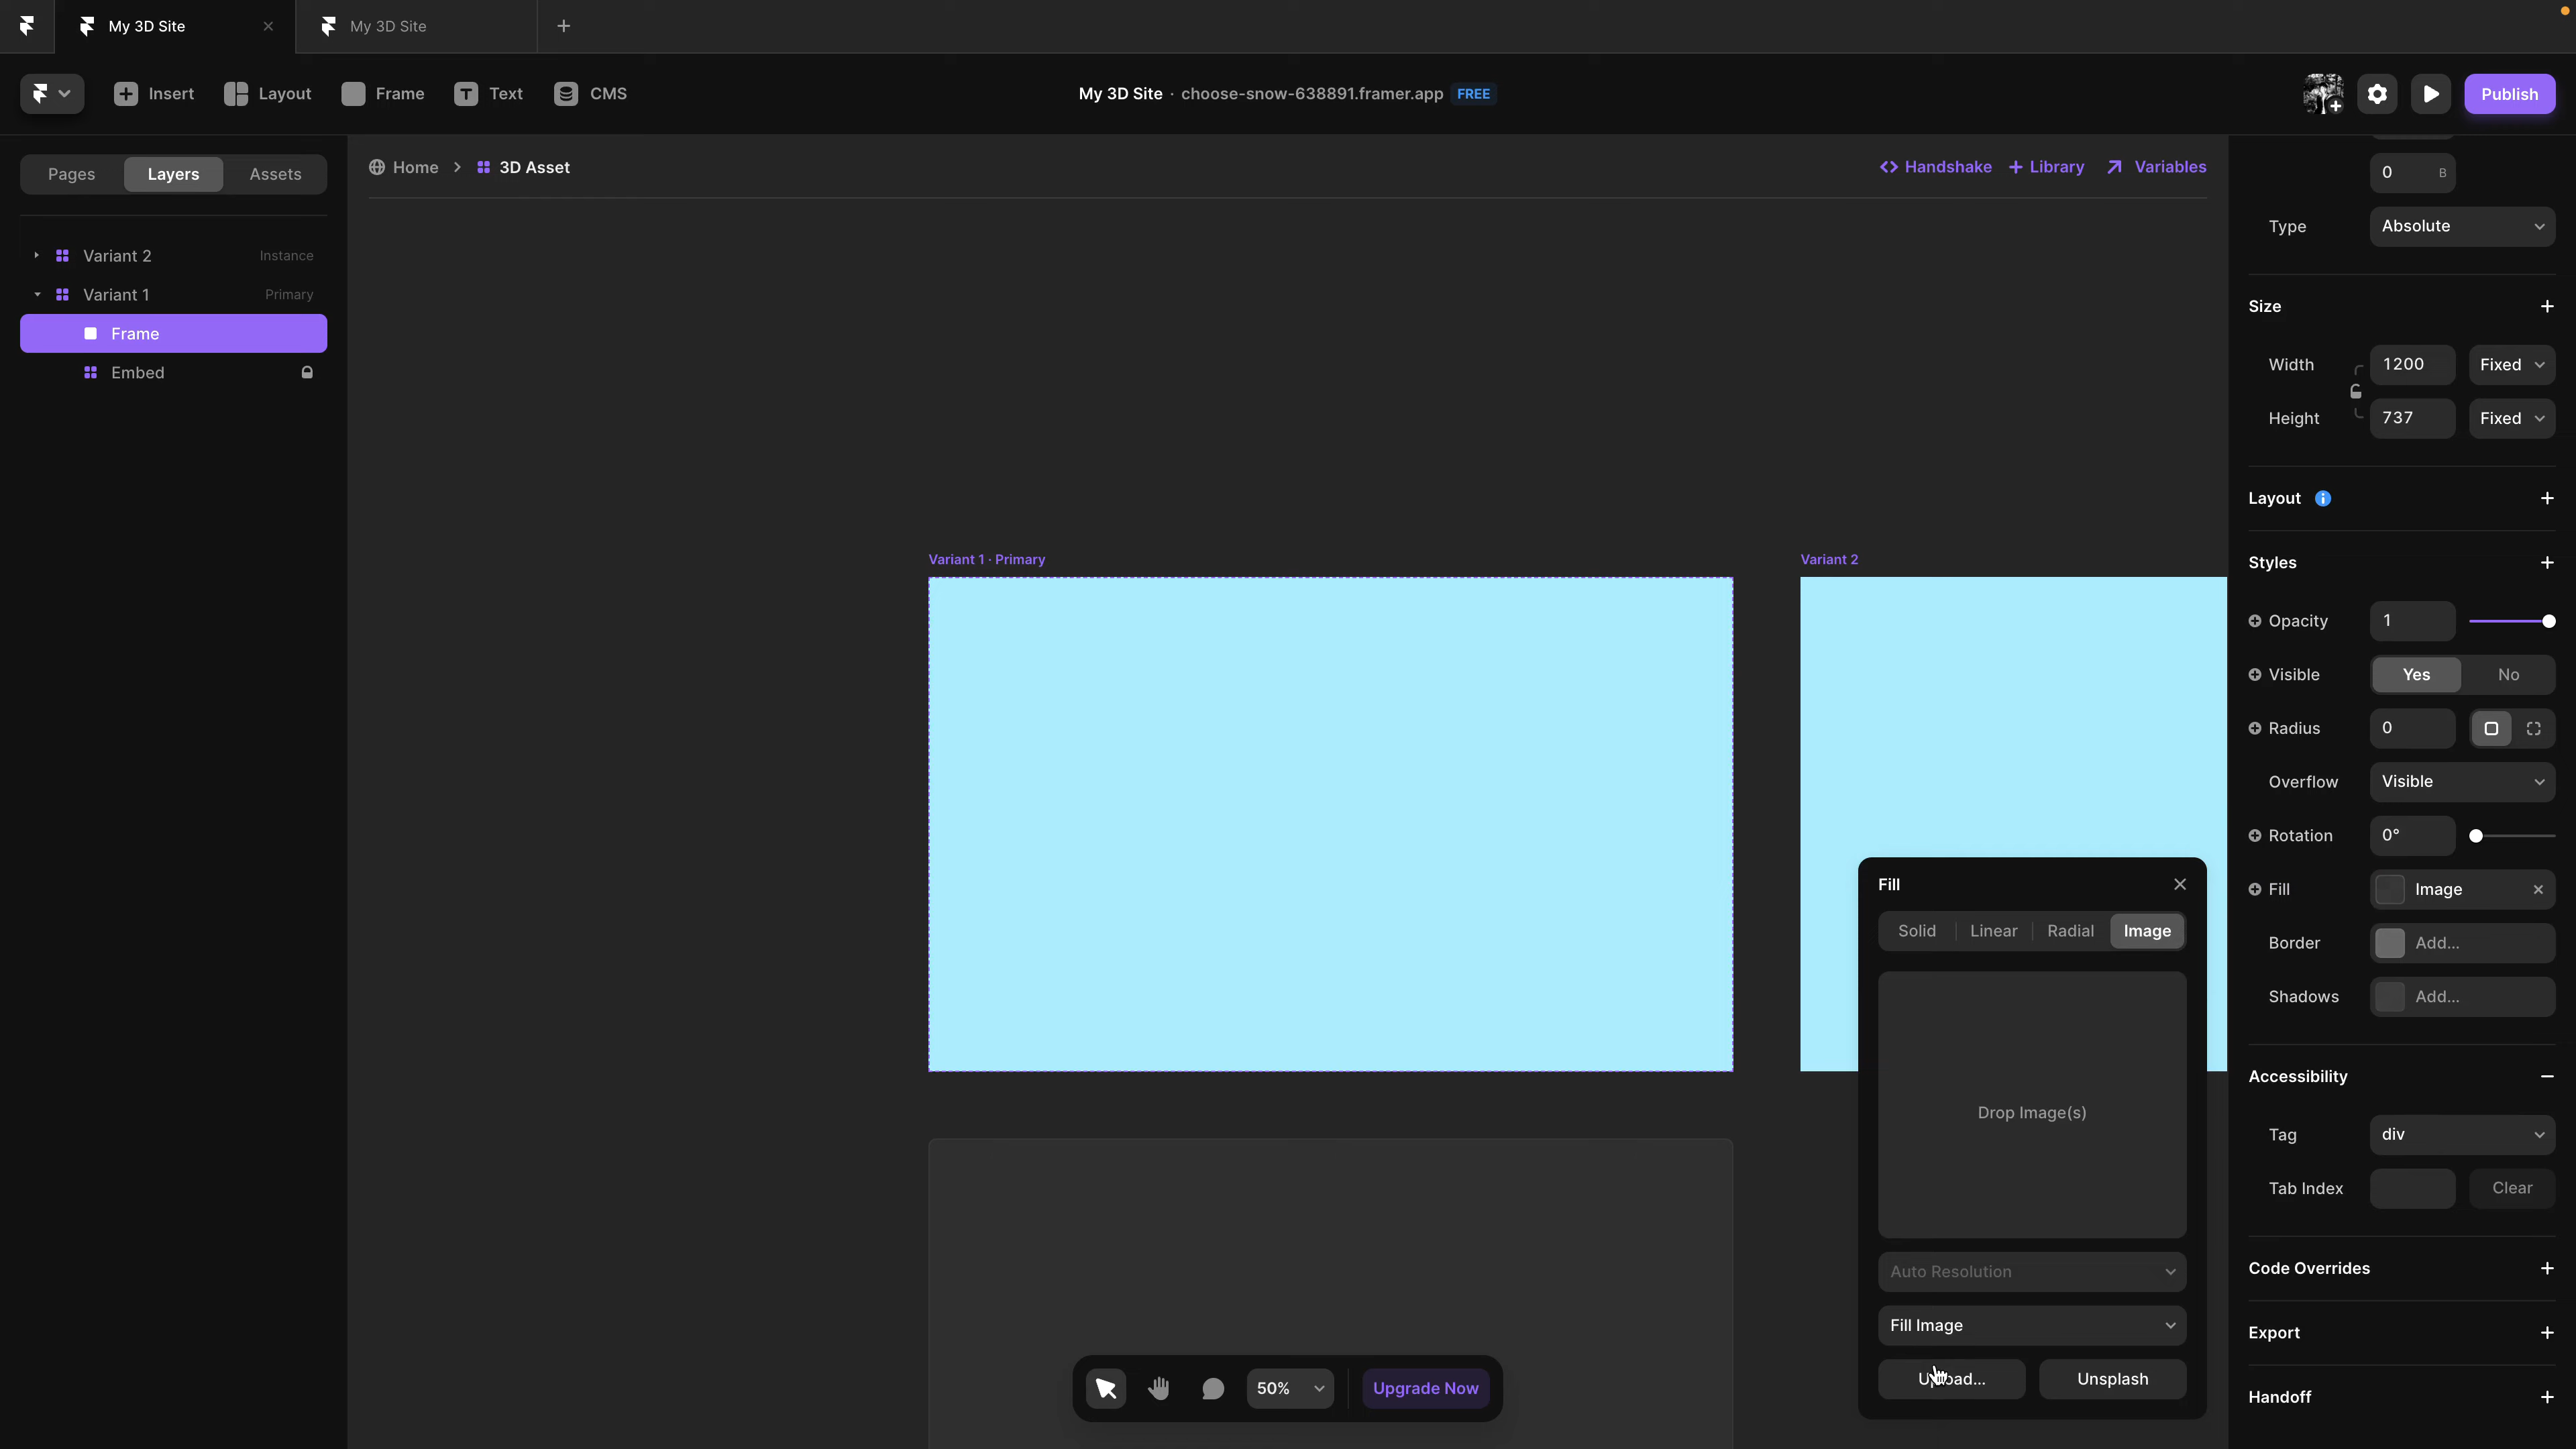 My 3D Site
My 3D Site
Insert
Layout
Frame
Text
CMS
My 3D Site · choose-snow-638891.framer.app FREE
Publish
Pages
Layers
Assets
Home
3D Asset
Handshake
Library
Variables
Variant 2
Instance
Variant 1
Primary
Frame
Embed
Variant 1 · Primary
Variant 2
50%
Upgrade Now
Fill
Solid
Linear
Radial
Image
Drop Image(s)
Auto Resolution
Fill Image
Unsplash
0 B
Type
Absolute
Size
Width
1200
Fixed
Height
737
Fixed
Layout
Styles
Opacity
1
Visible
Yes
No
Radius
0
Overflow
Visible
Rotation
0°
Fill
Image
Border
Add...
Shadows
Add...
Accessibility
Tag
div
Tab Index
Clear
Code Overrides
Export
Handoff